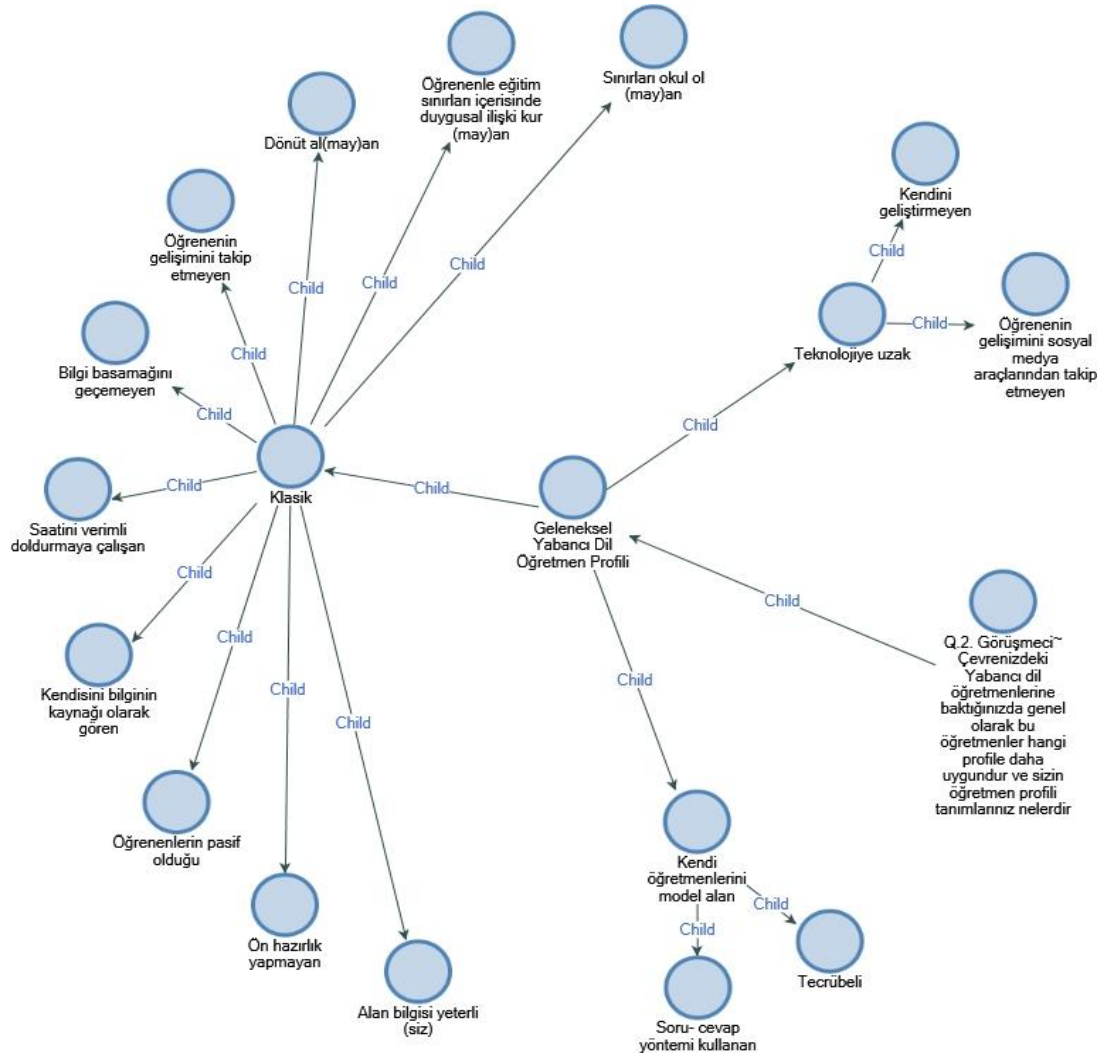 Öğrenenle eğitim
sınırları içerisinde
duygusal ilişki kur
(may)an
Sınırları okul ol
(may)an
Dönüt al(may)an
Kendini
geliştirmeyen
Öğrenenin
gelişimini takip
etmeyen
Child
Child
Child
Child
Child
Child
Teknolojiye uzak
Öğrenenin
gelişimini sosyal
medya
araçlarından takip
etmeyen
Bilgi basamağını
geçemeyen
Child
Child
Child
Child
Klasik
Saatini verimli
doldurmaya çalışan
Geleneksel
Yabancı Dil
Öğretmen Profili
Child
Child
Q.2. Görüşmeci~
Çevrenizdeki
Yabancı dil
öğretmenlerine
baktığınızda genel
olarak bu
öğretmenler hangi
profile daha
uygundur ve sizin
öğretmen profili
tanımlarınız nelerdir
Kendisini bilginin
kaynağı olarak
gören
Child
Child
Child
Child
Öğrenenlerin pasif
olduğu
Kendi
öğretmenlerini
model alan
Child
Child
Ön hazırlık
yapmayan
Tecrübeli
Alan bilgisi yeterli
(siz)
Soru- cevap
yöntemi kullanan